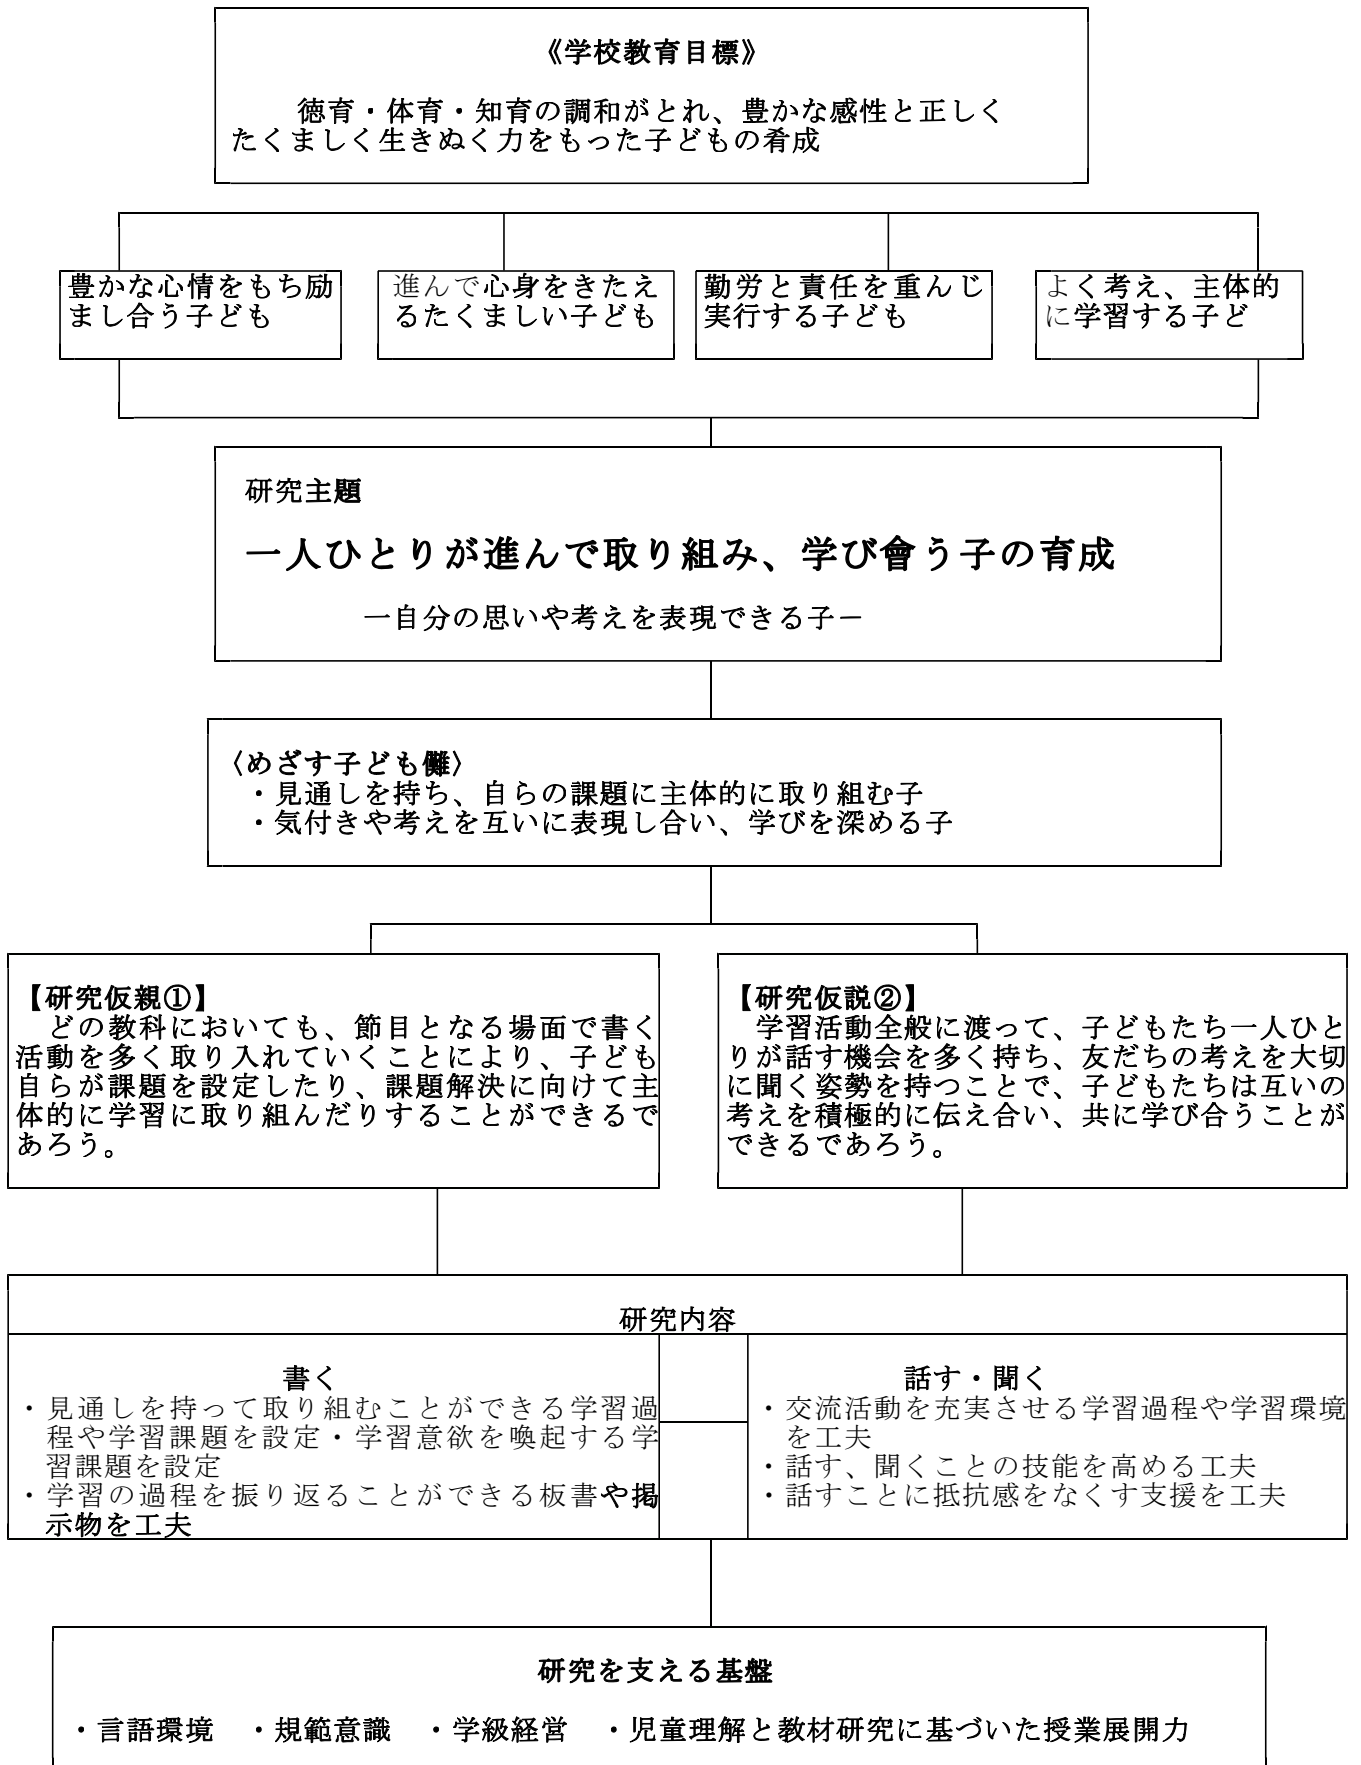 《学校教育目標》
徳育・体育・知育の調和がとれ、豊かな感性と正しく
たくましく生きぬく力をもった子どもの肴成
豊かな心情をもち励
まし合う子ども
進んで心身をきたえ
るたくましい子ども
勤労と責任を重んじ
実行する子ども
よく考え、主体的
に学習する子ど
研究主題
一人ひとりが進んで取り組み、学び會う子の育成
―自分の思いや考えを表現できる子－
〈めざす子ども儺〉
・見通しを持ち、自らの課題に主体的に取り組む子
・気付きや考えを互いに表現し合い、学びを深める子
【研究仮親①】
どの教科においても、節目となる場面で書く
活動を多く取り入れていくことにより、子ども
自らが課題を設定したり、課題解決に向けて主
体的に学習に取り組んだりすることができるで
あろう。
【研究仮説②】
学習活動全般に渡って、子どもたち一人ひと
りが話す機会を多く持ち、友だちの考えを大切
に聞く姿勢を持つことで、子どもたちは互いの
考えを積極的に伝え合い、共に学び合うことが
できるであろう。
研究内容
書く
・見通しを持って取り組むことができる学習過
程や学習課題を設定・学習意欲を喚起する学
習課題を設定
・学習の過程を振り返ることができる板書や掲
示物を工夫
話す・聞く
・交流活動を充実させる学習過程や学習環境
を工夫
・話す、聞くことの技能を高める工夫
・話すことに抵抗感をなくす支援を工夫
研究を支える基盤
・言語環境　・規範意識　・学級経営　・児童理解と教材研究に基づいた授業展開力